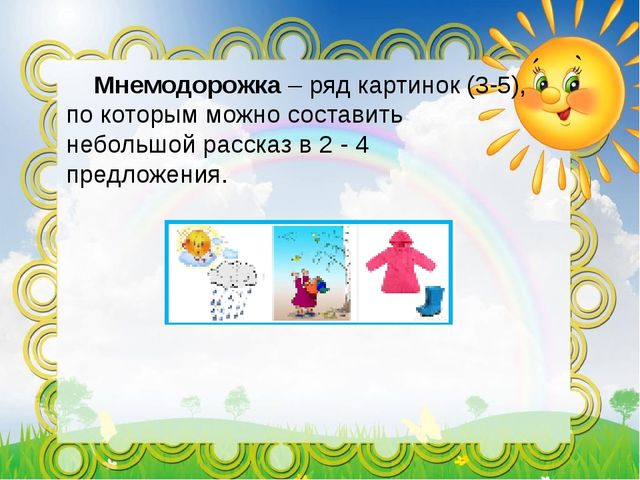 Мнемодорожка – ряд картинок (3-5),
по которым можно составить
небольшой рассказ в 2 - 4
предложения.